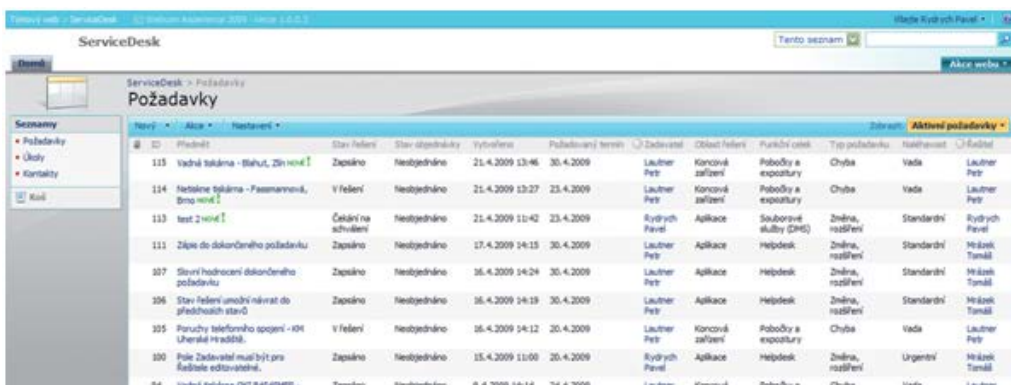 Týmový web > ServiceDesk
Vítejte Rydrych Pavel
ServiceDesk
Tento seznam
Domů
Akce webu
ServiceDesk > Požadavky
Požadavky
Seznamy
• Požadavky
• Úkoly
• Kontakty
Koš
Nový Akce Nastavení Zobrazit: Aktivní požadavky
ID Předmět Stav řešení Stav objednávky Vytvořeno Požadovaný termín Zadavatel Oblast řešení Funkční celek Typ požadavku Naléhavost Řešitel
115 Vadná tiskárna - Blahut, Zlín NOVÉ! Zapsáno Neobjednáno 21.4.2009 13:46 30.4.2009 Lautner Petr Koncová zařízení Pobočky a expozitury Chyba Vada Lautner Petr
114 Netiskne tiskárna - Fassmannová, Brno NOVÉ! V řešení Neobjednáno 21.4.2009 13:27 23.4.2009 Lautner Petr Koncová zařízení Pobočky a expozitury Chyba Vada Lautner Petr
113 test 2 NOVÉ! Čekání na schválení Neobjednáno 21.4.2009 11:42 23.4.2009 Rydrych Pavel Aplikace Souborové služby (DMS) Změna, rozšíření Standardní Rydrych Pavel
111 Zápis do dokončeného požadavku Zapsáno Neobjednáno 17.4.2009 14:15 30.4.2009 Lautner Petr Aplikace Helpdesk Změna, rozšíření Standardní Mrázek Tomáš
107 Slovní hodnocení dokončeného požadavku Zapsáno Neobjednáno 16.4.2009 14:24 30.4.2009 Lautner Petr Aplikace Helpdesk Změna, rozšíření Standardní Mrázek Tomáš
106 Stav řešení umožní návrat do předchozích stavů Zapsáno Neobjednáno 16.4.2009 14:19 30.4.2009 Lautner Petr Aplikace Helpdesk Změna, rozšíření Standardní Mrázek Tomáš
105 Poruchy telefonního spojení - KM Uherské Hradiště. V řešení Neobjednáno 16.4.2009 14:12 20.4.2009 Lautner Petr Koncová zařízení Pobočky a expozitury Chyba Vada Lautner Petr
100 Pole Zadavatel musí být pro Řešitele editovatelné. Zapsáno Neobjednáno 15.4.2009 11:00 20.4.2009 Rydrych Pavel Aplikace Helpdesk Změna, rozšíření Urgentní Mrázek Tomáš